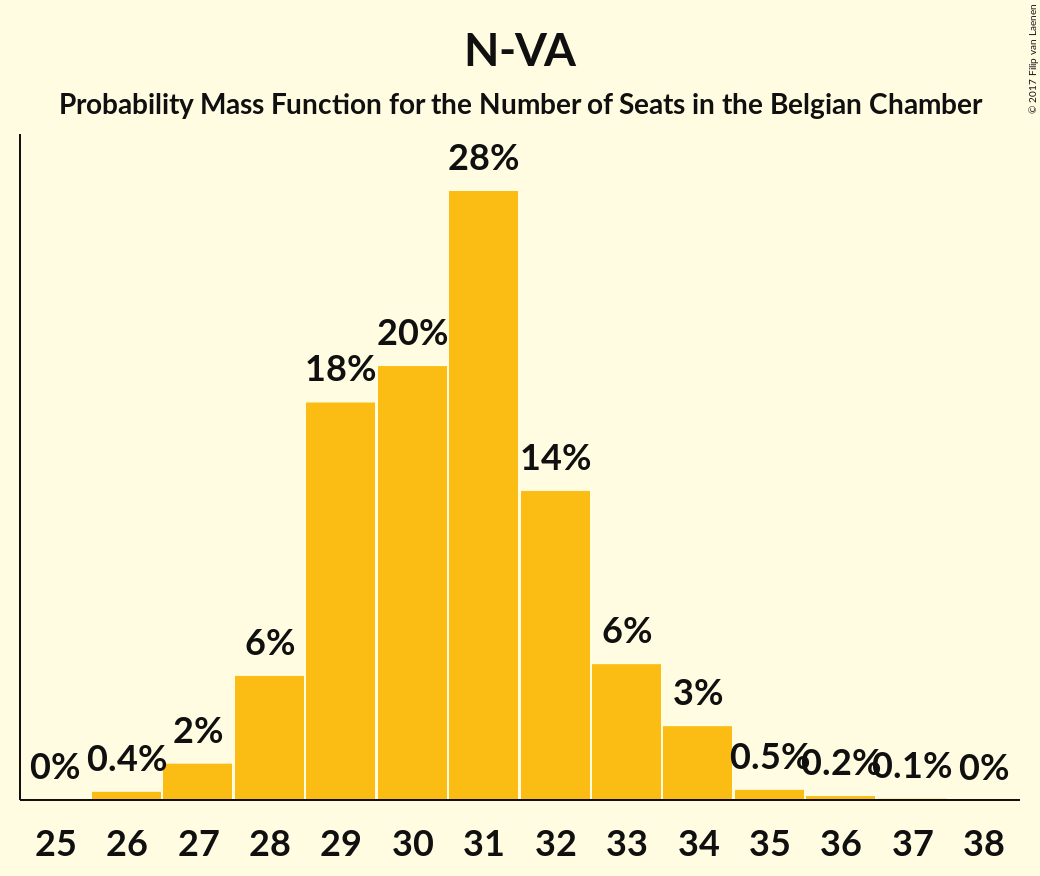 N-VA
Probability Mass Function for the Number of Seats in the Belgian Chamber
© 2017 Filip van Laenen
28%
20%
18%
14%
6%
6%
3%
2%
0% 0.4% 0.5% 0.2% 0.1% 0%
25 26 27 28 29 30 31 32 33 34 35 36 37 38